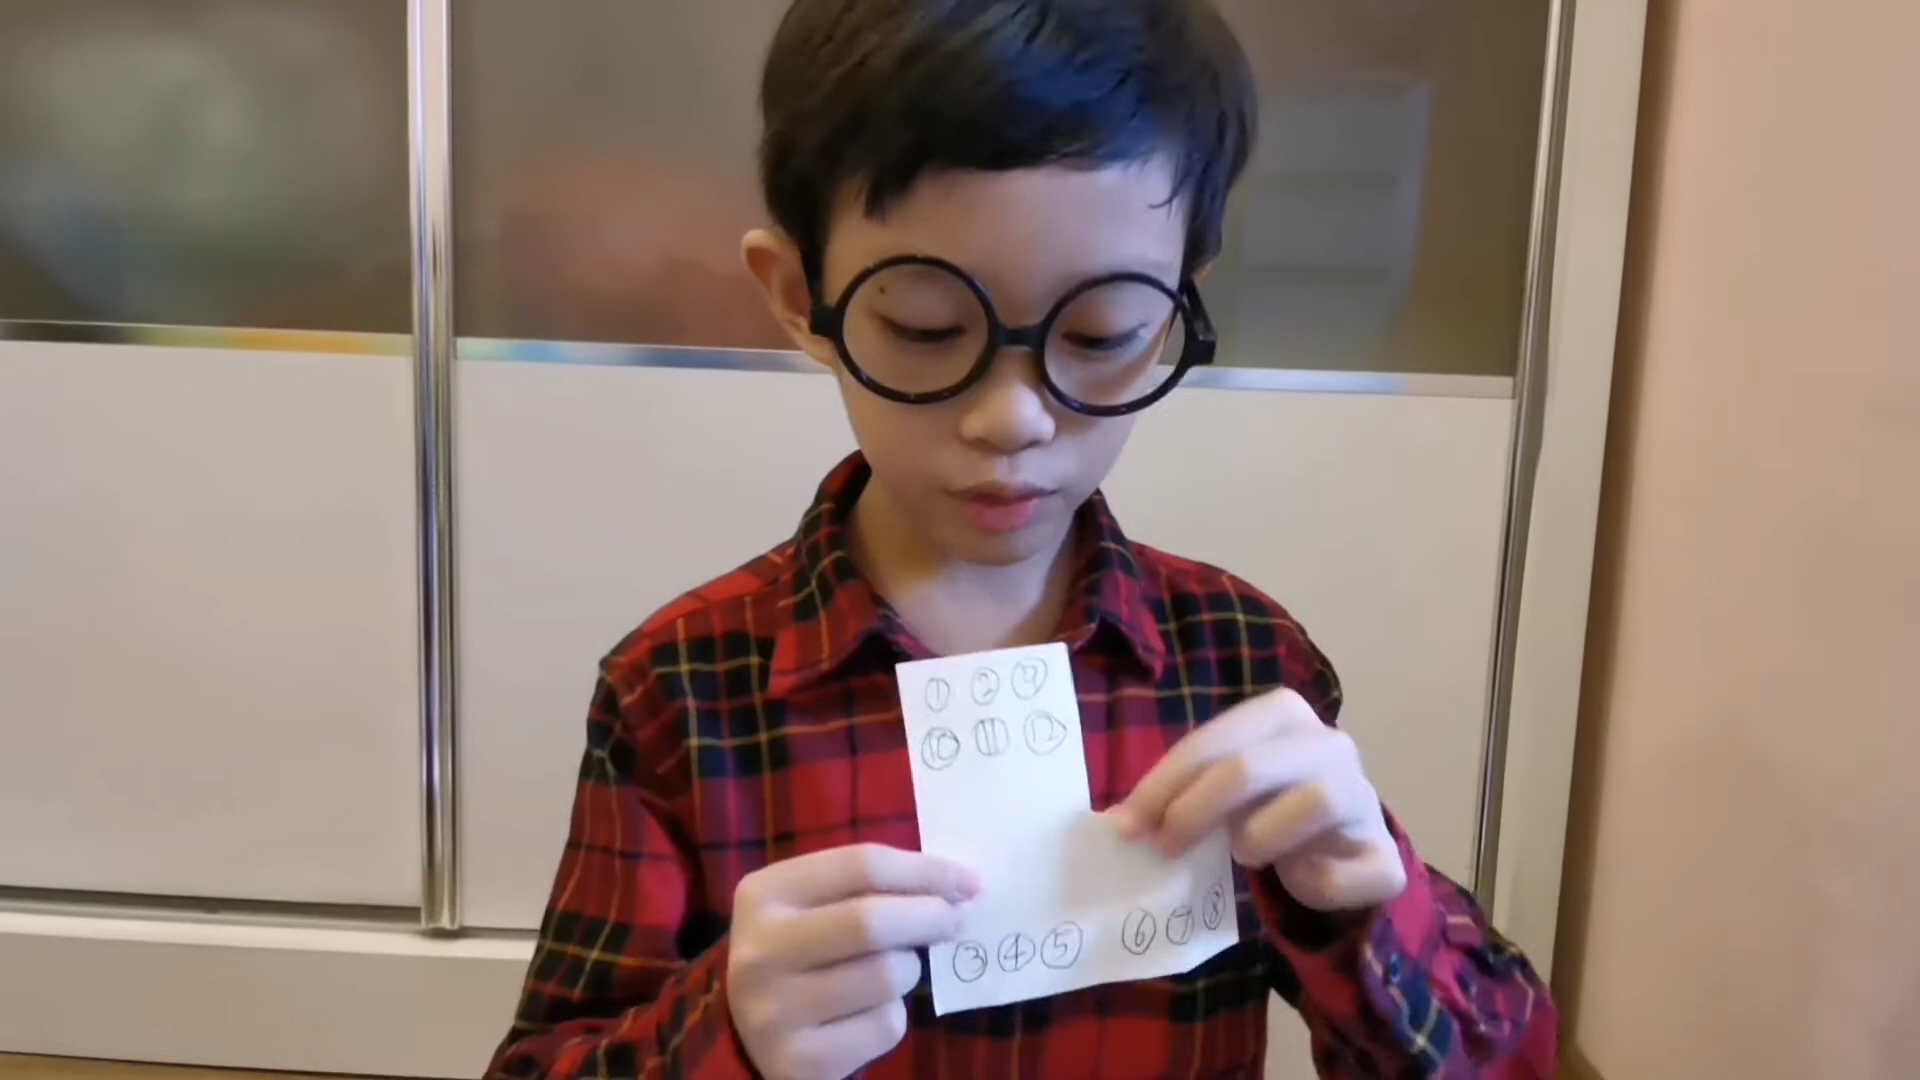 ① ② ⑨
⑩ ⑪ ⑫
③ ④ ⑤ ⑥ ⑦ ⑧